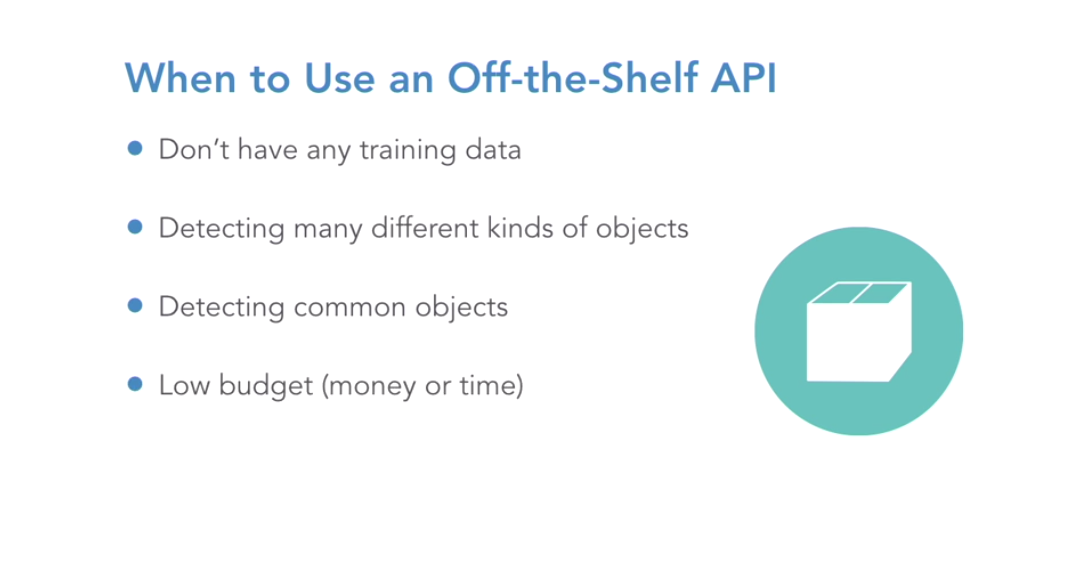 When to Use an Off-the-Shelf API
Don’t have any training data
Detecting many different kinds of objects
Detecting common objects
Low budget (money or time)